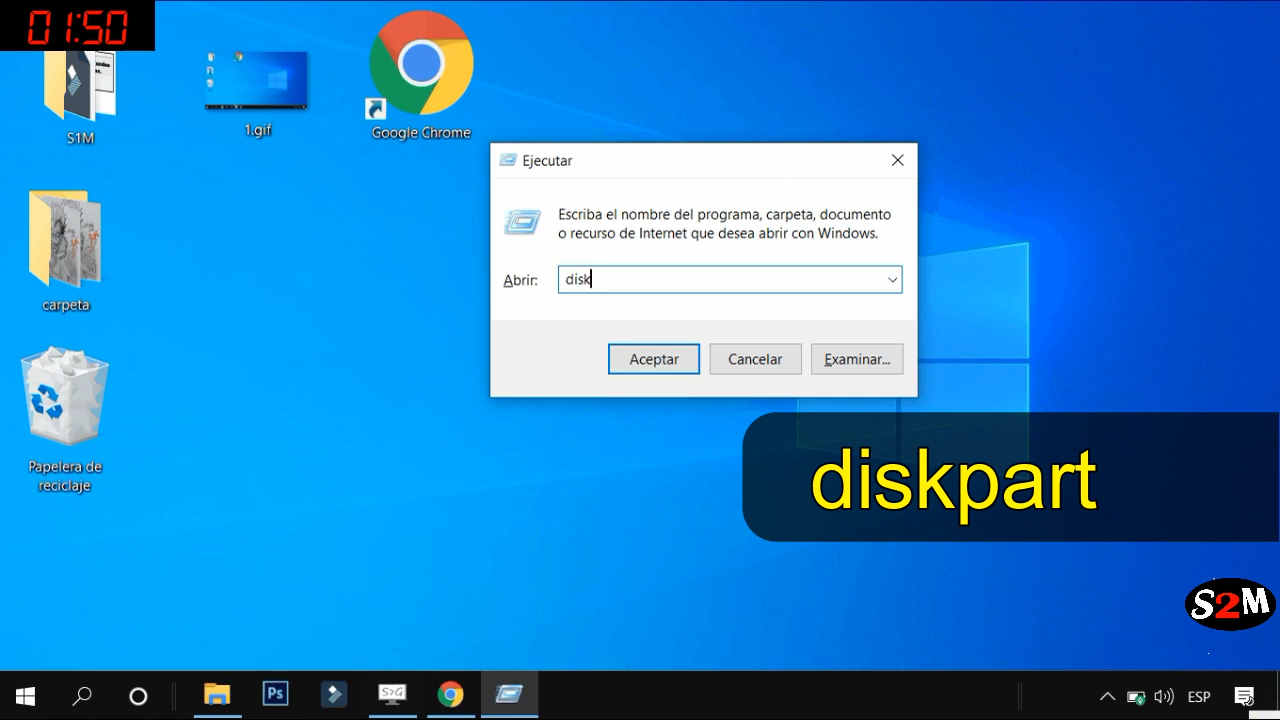 01:50
S1M
1.gif
Google Chrome
Ejecutar
Escriba el nombre del programa, carpeta, documento
o recurso de Internet que desea abrir con Windows.
Abrir:
disk
Aceptar
Cancelar
Examinar...
carpeta
Papelera de
reciclaje
diskpart
S2M
Ps
S>G
ESP